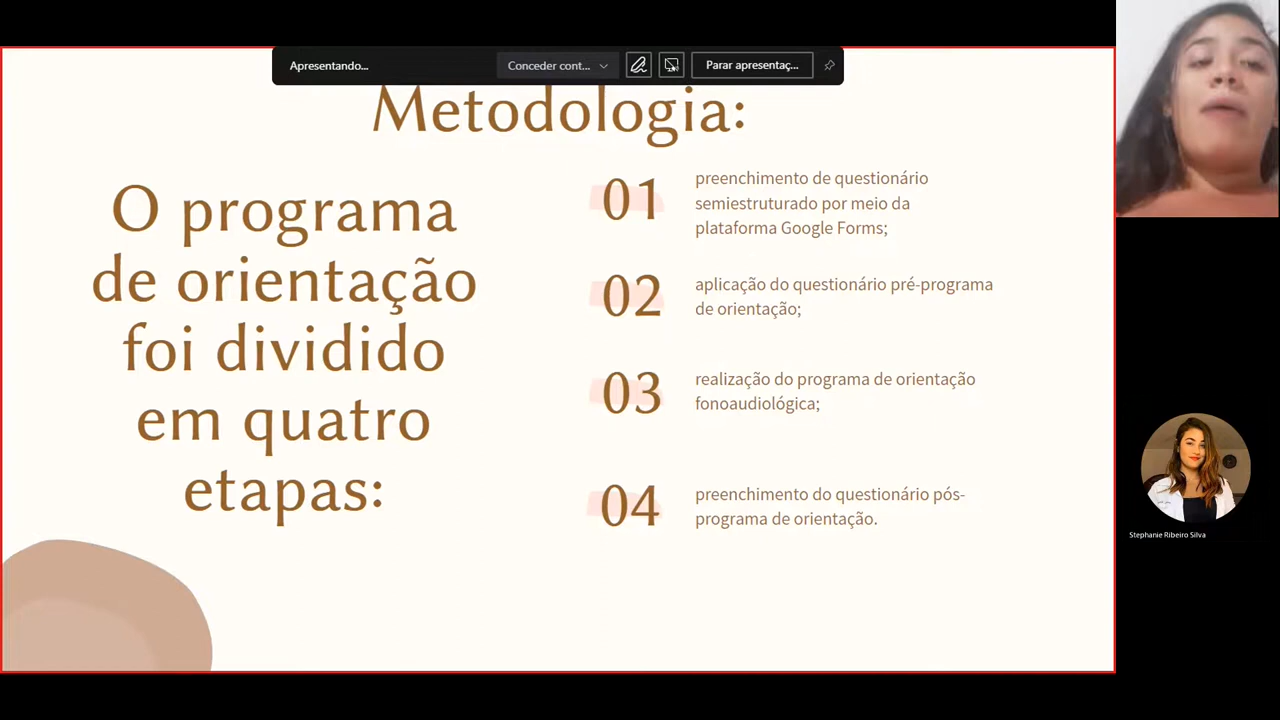 Apresentando...
Conceder cont...
Parar apresentaç...
Metodologia:
O programa
de orientação
foi dividido
em quatro
etapas:
01
preenchimento de questionário
semiestruturado por meio da
plataforma Google Forms;
02
aplicação do questionário pré-programa
de orientação;
03
realização do programa de orientação
fonoaudiológica;
04
preenchimento do questionário pós-
programa de orientação.
Stephanie Ribeiro Silva